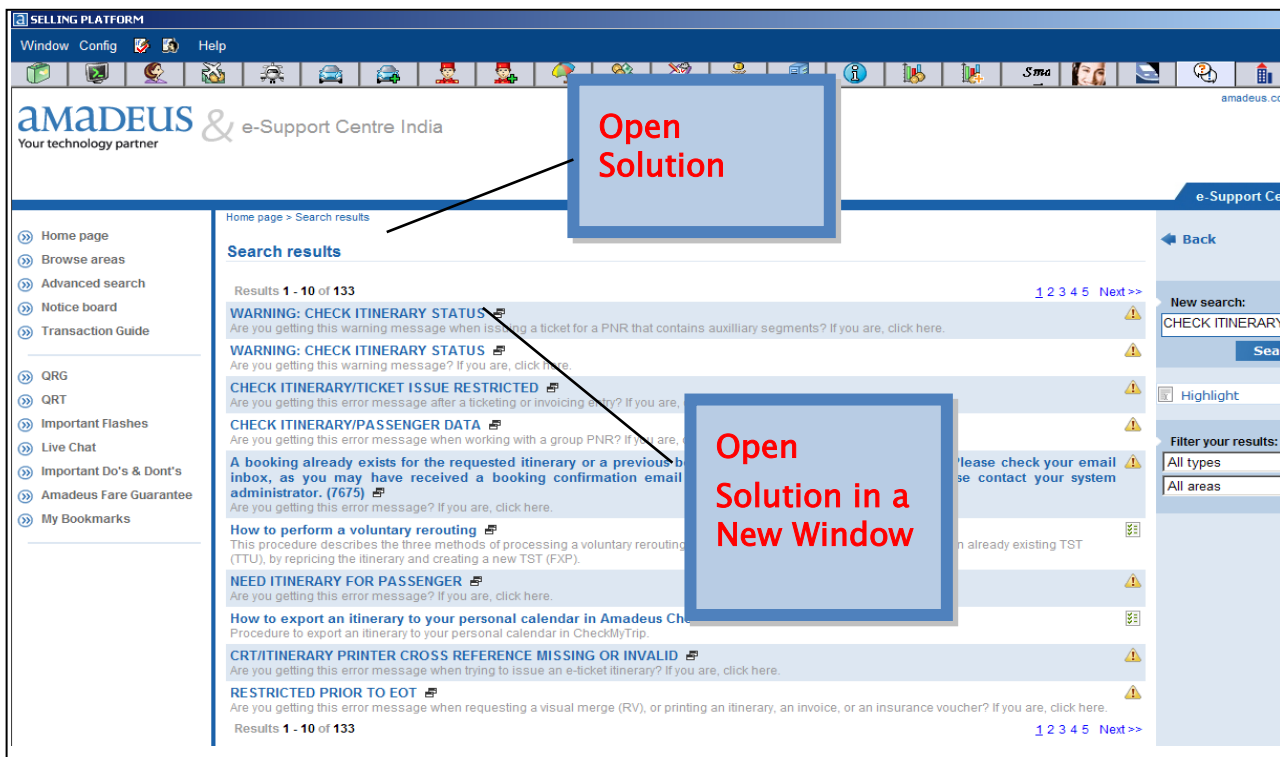 a SELLING PLATFORM
Window Config Help
Sma
amadeus.co
amadeus & e-Support Centre India
Your technology partner
Open
Solution
e-Support Ce
Home page
Browse areas
Advanced search
Notice board
Transaction Guide
QRG
QRT
Important Flashes
Live Chat
Important Do's & Dont's
Amadeus Fare Guarantee
My Bookmarks
Home page > Search results
Search results
Results 1 - 10 of 133
1 2 3 4 5 Next >>
WARNING: CHECK ITINERARY STATUS
Are you getting this warning message when issuing a ticket for a PNR that contains auxilliary segments? If you are, click here.
WARNING: CHECK ITINERARY STATUS
Are you getting this warning message? If you are, click here.
CHECK ITINERARY/TICKET ISSUE RESTRICTED
Are you getting this error message after a ticketing or invoicing entry? If you are,
CHECK ITINERARY/PASSENGER DATA
Are you getting this error message when working with a group PNR? If you are,
A booking already exists for the requested itinerary or a previous b Please check your email
inbox, as you may have received a booking confirmation email se contact your system
administrator. (7675)
Are you getting this error message? If you are, click here.
How to perform a voluntary rerouting
This procedure describes the three methods of processing a voluntary rerouting n already existing TST
(TTU), by repricing the itinerary and creating a new TST (FXP).
NEED ITINERARY FOR PASSENGER
Are you getting this error message? If you are, click here.
How to export an itinerary to your personal calendar in Amadeus Ch
Procedure to export an itinerary to your personal calendar in CheckMyTrip.
CRT/ITINERARY PRINTER CROSS REFERENCE MISSING OR INVALID
Are you getting this error message when trying to issue an e-ticket itinerary? If you are, click here.
RESTRICTED PRIOR TO EOT
Are you getting this error message when requesting a visual merge (RV), or printing an itinerary, an invoice, or an insurance voucher? If you are, click here.
Results 1 - 10 of 133
1 2 3 4 5 Next >>
Open
Solution in a
New Window
Back
New search:
CHECK ITINERARY
Sea
Highlight
Filter your results:
All types
All areas